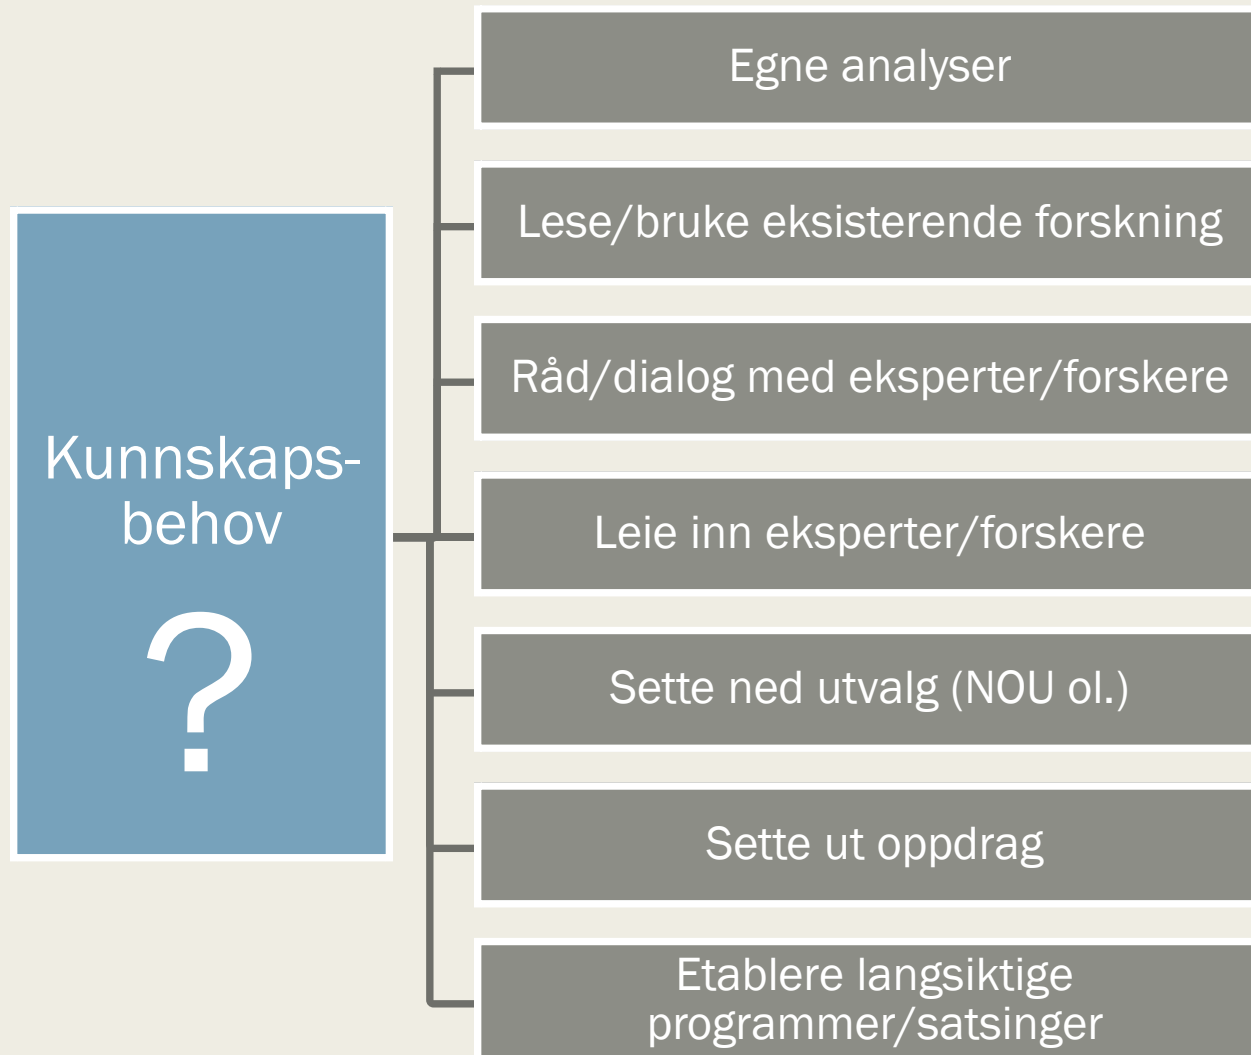 Egne analyser
Lese/bruke eksisterende forskning
Råd/dialog med eksperter/forskere
Kunnskaps-
behov
?
Leie inn eksperter/forskere
Sette ned utvalg (NOU ol.)
Sette ut oppdrag
Etablere langsiktige
programmer/satsinger